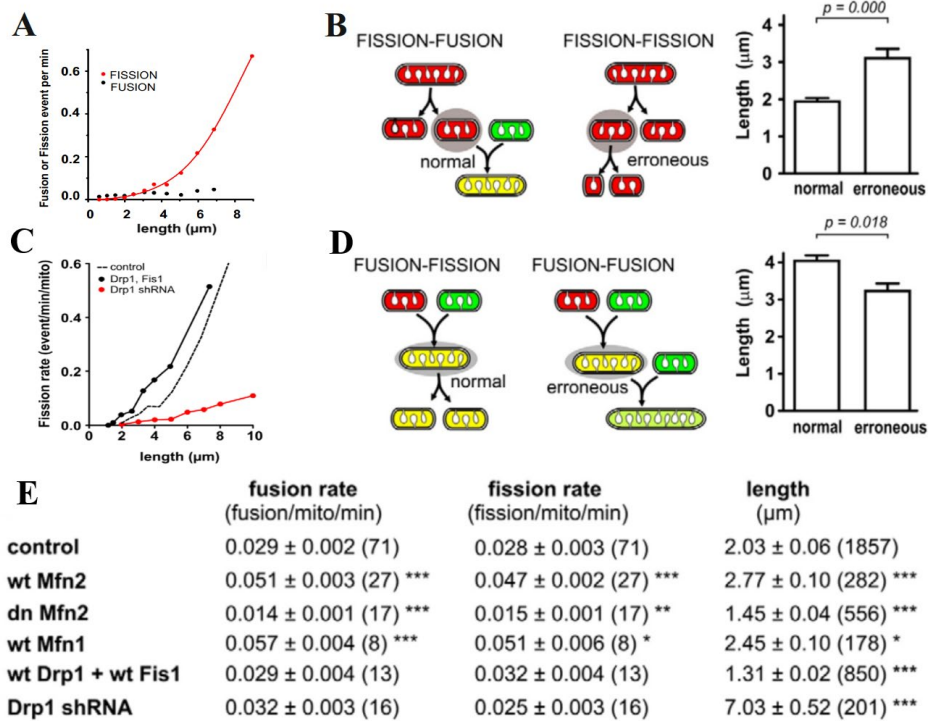 A
Fusion or Fission event per min
0.6
0.4
0.2
0.0
FISSION
FUSION
0 2 4 6 8
length (µm)
B
FISSION-FUSION
FISSION-FISSION
normal
erroneous
p = 0.000
Length (µm)
4
3
2
1
0
normal erroneous
C
Fission rate (event/min/mito)
0.6
0.4
0.2
0.0
control
Drp1, Fis1
Drp1 shRNA
0 2 4 6 8 10
length (µm)
D
FUSION-FISSION
FUSION-FUSION
normal
erroneous
p = 0.018
Length (µm)
4
3
2
1
0
normal erroneous
E
fusion rate fission rate length
(fusion/mito/min) (fission/mito/min) (µm)
control 0.029 ± 0.002 (71) 0.028 ± 0.003 (71) 2.03 ± 0.06 (1857)
wt Mfn2 0.051 ± 0.003 (27) *** 0.047 ± 0.002 (27) *** 2.77 ± 0.10 (282) ***
dn Mfn2 0.014 ± 0.001 (17) *** 0.015 ± 0.001 (17) ** 1.45 ± 0.04 (556) ***
wt Mfn1 0.057 ± 0.004 (8) *** 0.051 ± 0.006 (8) * 2.45 ± 0.10 (178) *
wt Drp1 + wt Fis1 0.029 ± 0.004 (13) 0.032 ± 0.004 (13) 1.31 ± 0.02 (850) ***
Drp1 shRNA 0.032 ± 0.003 (16) 0.025 ± 0.003 (16) 7.03 ± 0.52 (201) ***